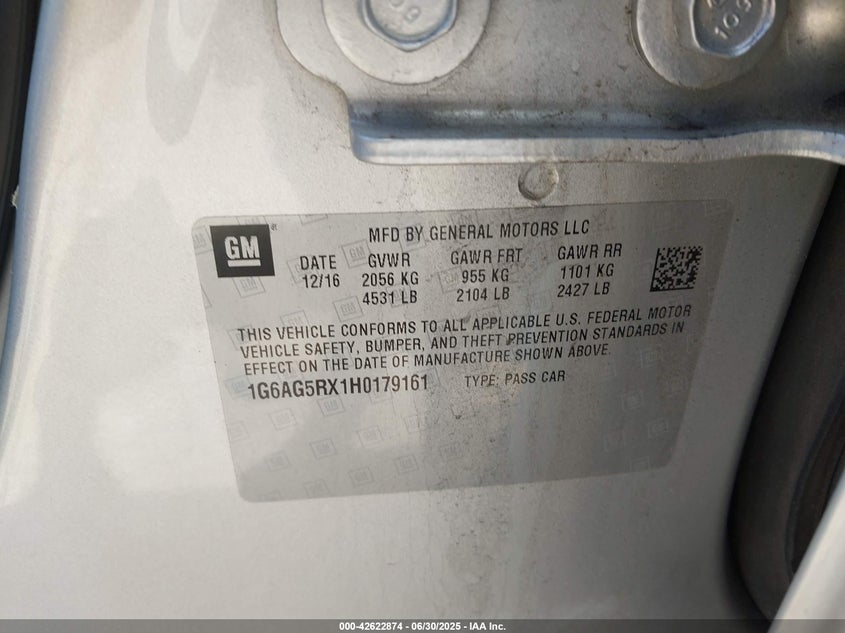 109
109
GM
MFD BY GENERAL MOTORS LLC
DATE GVWR GAWR FRT GAWR RR
12/16 2056 KG 955 KG 1101 KG
4531 LB 2104 LB 2427 LB
THIS VEHICLE CONFORMS TO ALL APPLICABLE U.S. FEDERAL MOTOR
VEHICLE SAFETY, BUMPER, AND THEFT PREVENTION STANDARDS IN
EFFECT ON THE DATE OF MANUFACTURE SHOWN ABOVE.
1G6AG5RX1H0179161 TYPE: PASS CAR
000-42622874 - 06/30/2025 - IAA Inc.